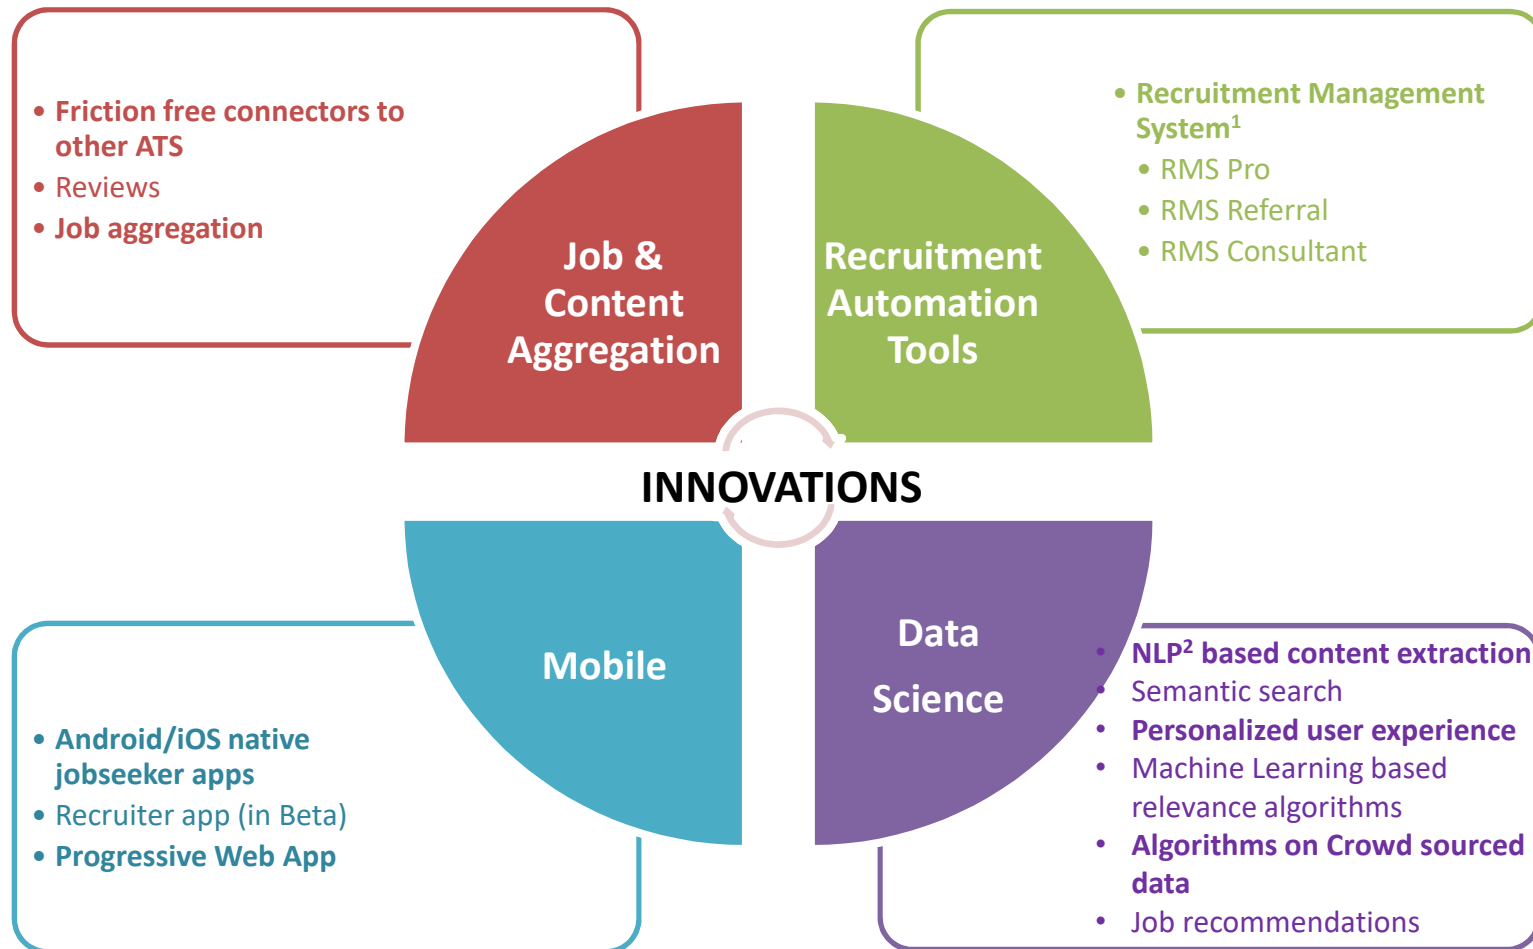 • Friction free connectors to
other ATS
• Reviews
• Job aggregation
Job &
Content
Aggregation
Recruitment
Automation
Tools
• Recruitment Management
System¹
• RMS Pro
• RMS Referral
• RMS Consultant
INNOVATIONS
Mobile
• Android/iOS native
jobseeker apps
• Recruiter app (in Beta)
• Progressive Web App
Data
Science
• NLP² based content extraction
• Semantic search
• Personalized user experience
• Machine Learning based
relevance algorithms
• Algorithms on Crowd sourced
data
• Job recommendations